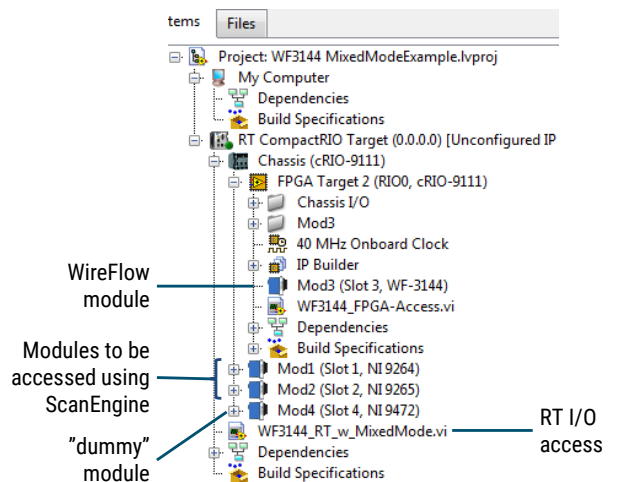 tems Files
Project: WF3144 MixedModeExample.lvproj
My Computer
Dependencies
Build Specifications
RT CompactRIO Target (0.0.0.0) [Unconfigured IP
Chassis (cRIO-9111)
FPGA Target 2 (RIO0, cRIO-9111)
Chassis I/O
Mod3
40 MHz Onboard Clock
IP Builder
Mod3 (Slot 3, WF-3144)
WF3144_FPGA-Access.vi
Dependencies
Build Specifications
Mod1 (Slot 1, NI 9264)
Mod2 (Slot 2, NI 9265)
Mod4 (Slot 4, NI 9472)
WF3144_RT_w_MixedMode.vi
Dependencies
Build Specifications
WireFlow
module
Modules to be
accessed using
ScanEngine
”dummy”
module
RT I/O
access